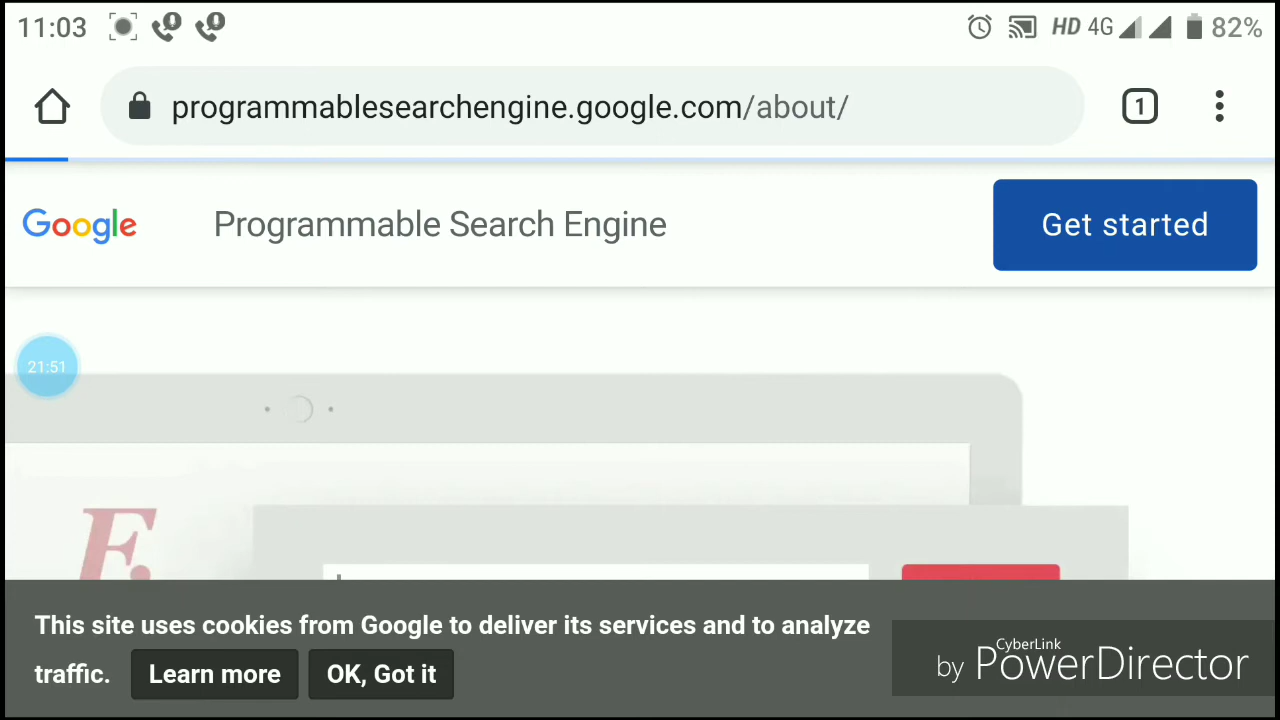 11:03 HD 4G 82%
programmablesearchengine.google.com/about/ 1
Google Programmable Search Engine Get started
21:51
F.
This site uses cookies from Google to deliver its services and to analyze
traffic. Learn more OK, Got it
CyberLink
by PowerDirector